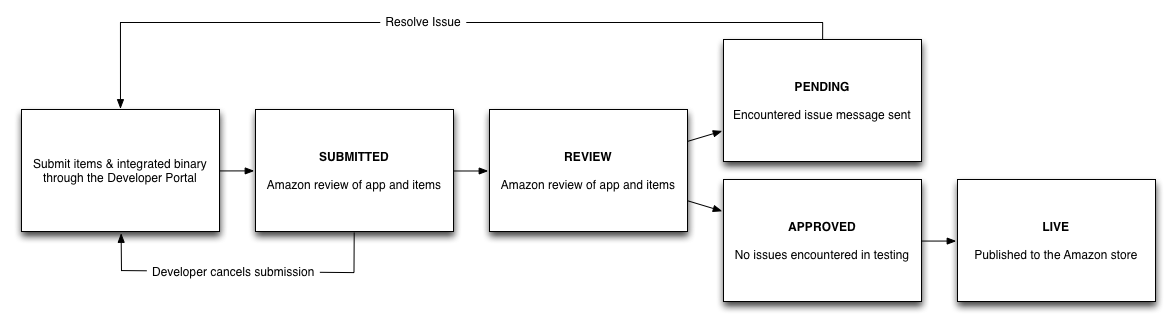 Resolve Issue
PENDING
Encountered issue message sent
Submit items & integrated binary
through the Developer Portal
SUBMITTED
Amazon review of app and items
REVIEW
Amazon review of app and items
APPROVED
No issues encountered in testing
LIVE
Published to the Amazon store
Developer cancels submission